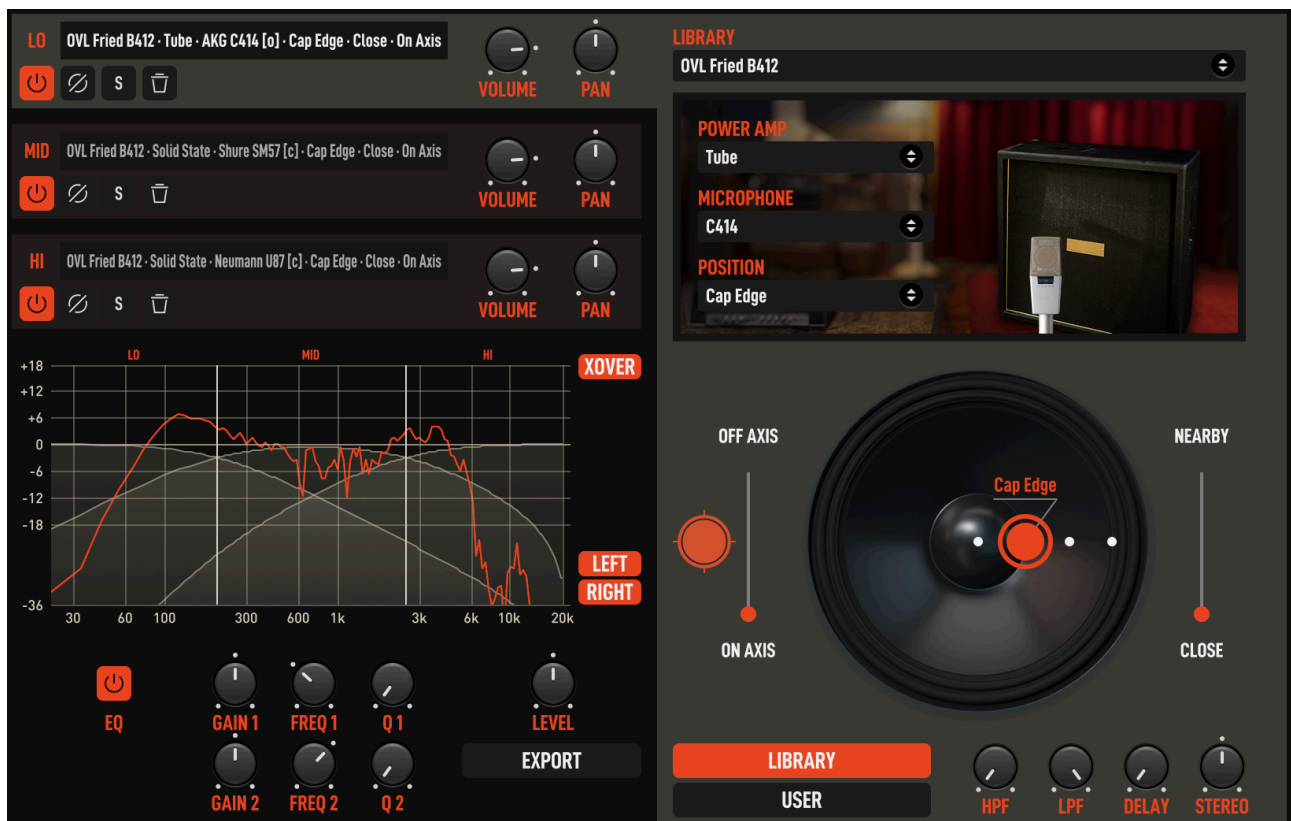 LO
OVL Fried B412 · Tube · AKG C414 [o] · Cap Edge · Close · On Axis
S
VOLUME
PAN
MID
OVL Fried B412 · Solid State · Shure SM57 [c] · Cap Edge · Close · On Axis
S
VOLUME
PAN
HI
OVL Fried B412 · Solid State · Neumann U87 [c] · Cap Edge · Close · On Axis
S
VOLUME
PAN
LO
MID
HI
+18
+12
+6
0
-6
-12
-18
-36
30
60
100
300
600
1k
3k
6k
10k
20k
XOVER
LEFT
RIGHT
EQ
GAIN 1
FREQ 1
Q 1
LEVEL
GAIN 2
FREQ 2
Q 2
EXPORT
LIBRARY
OVL Fried B412
POWER AMP
Tube
MICROPHONE
C414
POSITION
Cap Edge
OFF AXIS
NEARBY
Cap Edge
ON AXIS
CLOSE
LIBRARY
USER
HPF
LPF
DELAY
STEREO